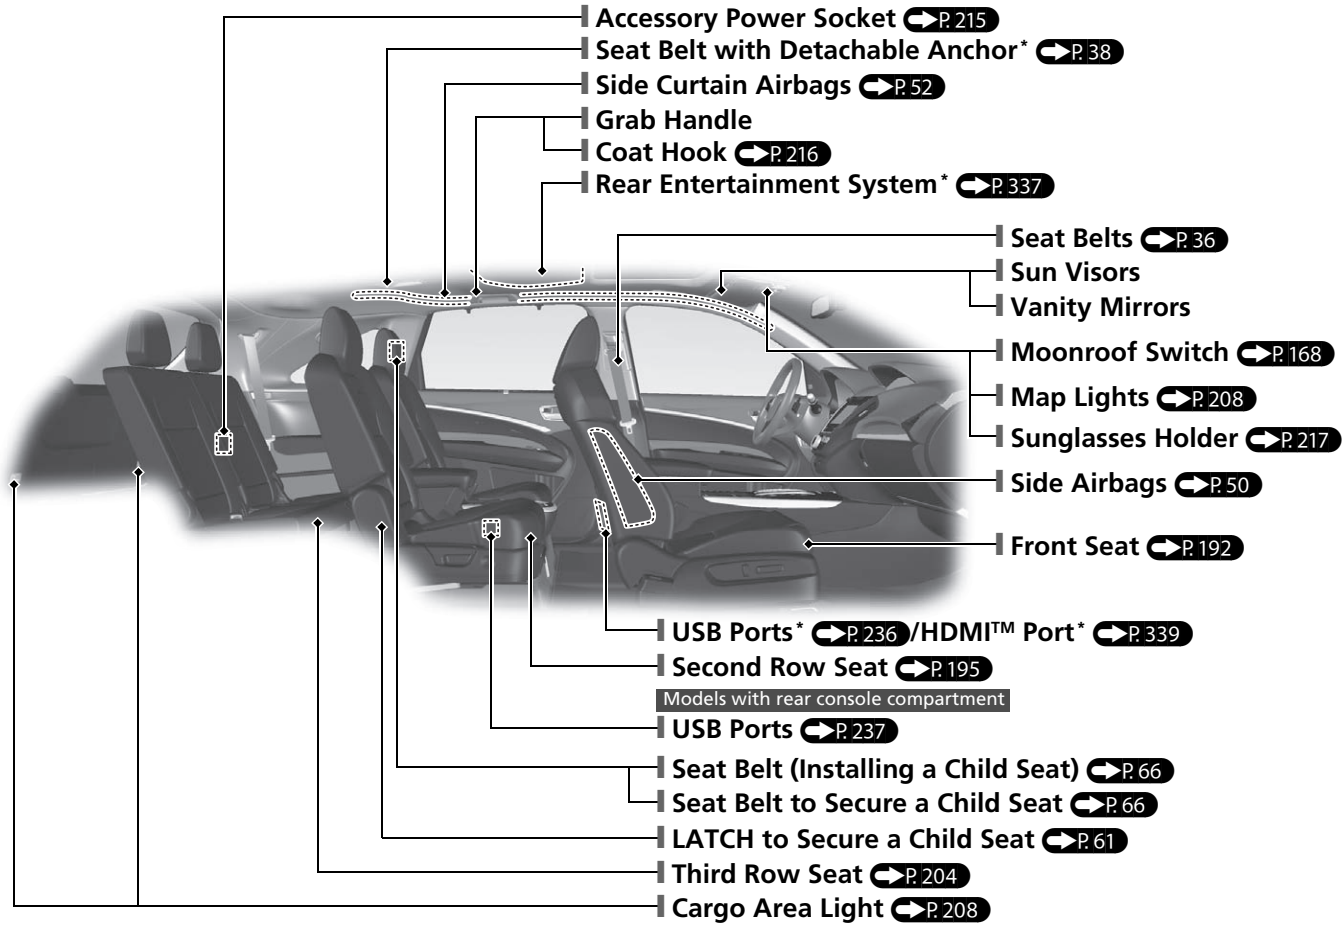 Accessory Power Socket P. 215
Seat Belt with Detachable Anchor* P. 38
Side Curtain Airbags P. 52
Grab Handle
Coat Hook P. 216
Rear Entertainment System* P. 337
Seat Belts P. 36
Sun Visors
Vanity Mirrors
Moonroof Switch P. 168
Map Lights P. 208
Sunglasses Holder P. 217
Side Airbags P. 50
Front Seat P. 192
USB Ports* P. 236/HDMI™ Port* P. 339
Second Row Seat P. 195
Models with rear console compartment
USB Ports P. 237
Seat Belt (Installing a Child Seat) P. 66
Seat Belt to Secure a Child Seat P. 66
LATCH to Secure a Child Seat P. 61
Third Row Seat P. 204
Cargo Area Light P. 208